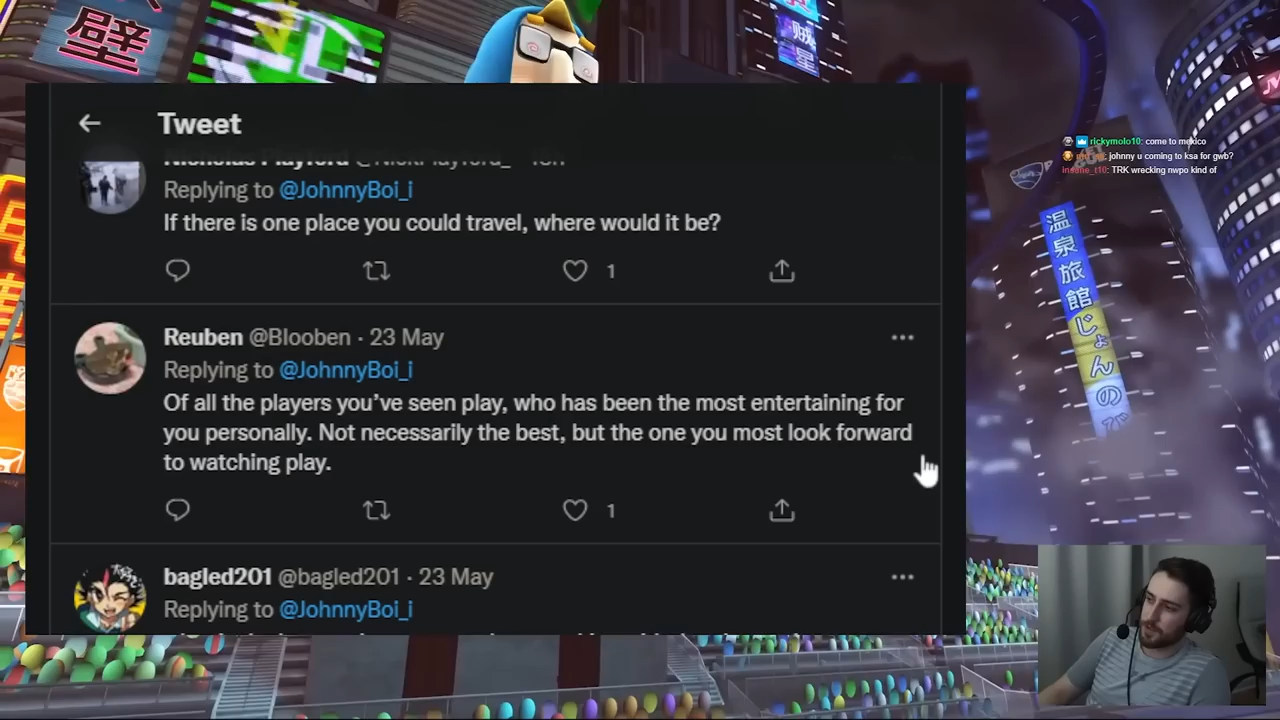 壁
Tweet
Nicholas Playford @NickPlayford_
Replying to @JohnnyBoi_i
If there is one place you could travel, where would it be?
1
Reuben @Blooben · 23 May
Replying to @JohnnyBoi_i
Of all the players you’ve seen play, who has been the most entertaining for
you personally. Not necessarily the best, but the one you most look forward
to watching play.
1
bagled201 @bagled201 · 23 May
Replying to @JohnnyBoi_i
rickymolo10: come to mexico
johnny u coming to ksa for gwb?
insane_t10: TRK wrecking nwpo kind of
温泉旅館じょんのび